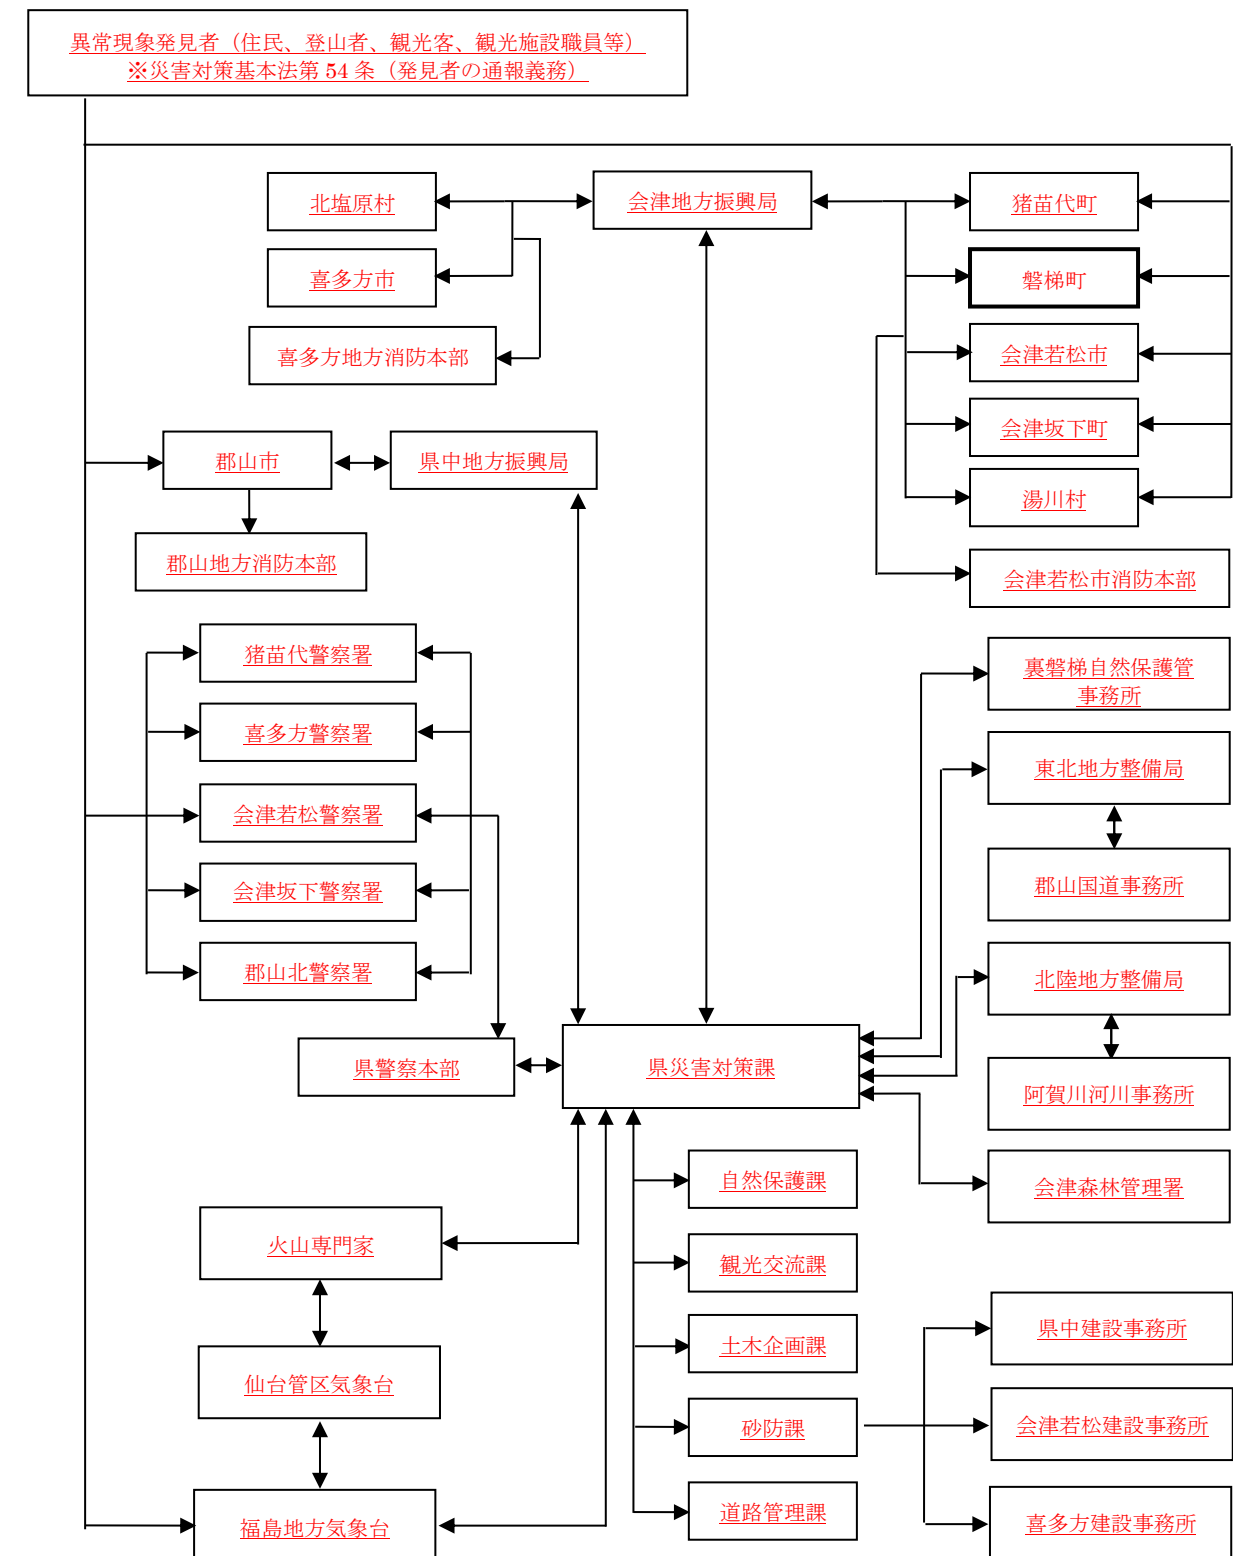 異常現象発見者（住民、登山者、観光客、観光施設職員等）
※災害対策基本法第 54 条（発見者の通報義務）
北塩原村
会津地方振興局
猪苗代町
喜多方市
磐梯町
喜多方地方消防本部
会津若松市
会津坂下町
郡山市
県中地方振興局
湯川村
郡山地方消防本部
会津若松市消防本部
猪苗代警察署
裏磐梯自然保護管
事務所
喜多方警察署
東北地方整備局
会津若松警察署
会津坂下警察署
郡山国道事務所
郡山北警察署
北陸地方整備局
県警察本部
県災害対策課
阿賀川河川事務所
自然保護課
会津森林管理署
火山専門家
観光交流課
土木企画課
県中建設事務所
仙台管区気象台
砂防課
会津若松建設事務所
福島地方気象台
道路管理課
喜多方建設事務所